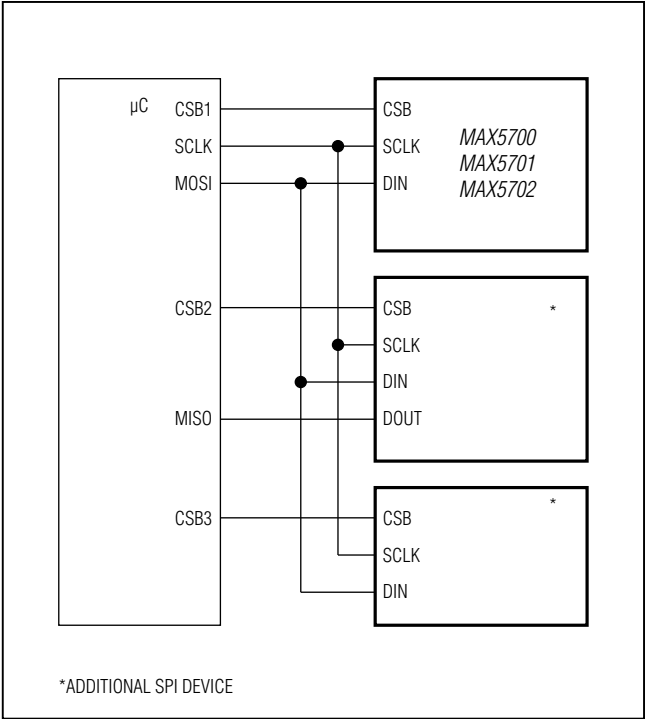 µC
CSB1
SCLK
MOSI
CSB2
MISO
CSB3
CSB
SCLK
DIN
MAX5700
MAX5701
MAX5702
CSB
*
SCLK
DIN
DOUT
CSB
*
SCLK
DIN
*ADDITIONAL SPI DEVICE